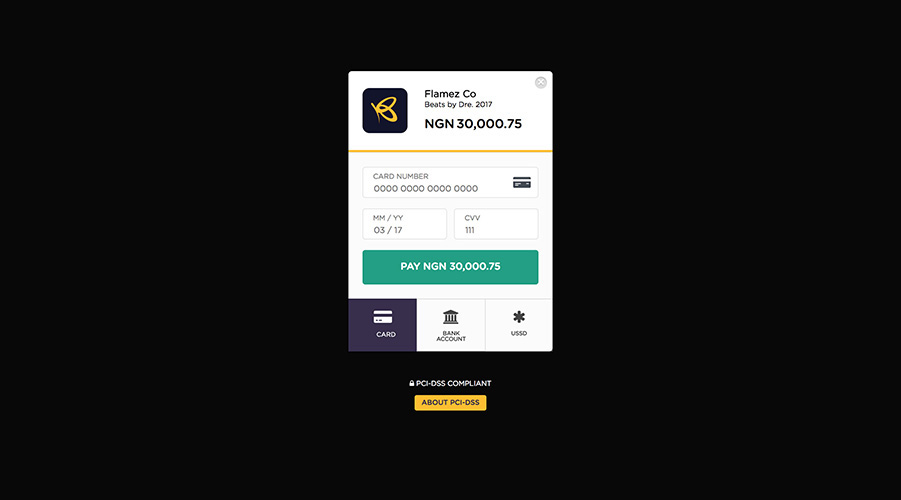 Flamez Co
Beats by Dre. 2017
NGN 30,000.75
CARD NUMBER
0000 0000 0000 0000
MM / YY
03 / 17
CVV
111
PAY NGN 30,000.75
CARD
BANK
ACCOUNT
USSD
PCI-DSS COMPLIANT
ABOUT PCI-DSS